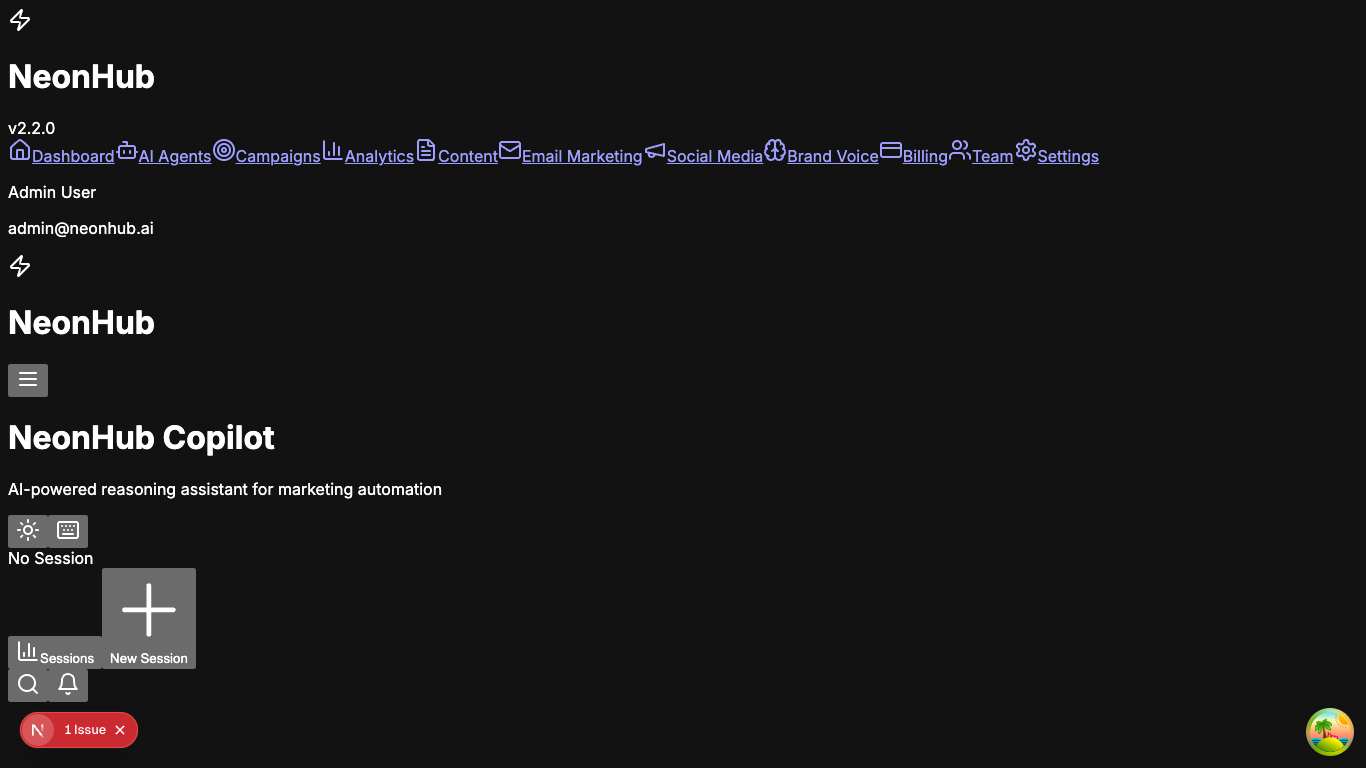 NeonHub
v2.2.0
Dashboard AI Agents Campaigns Analytics Content Email Marketing Social Media Brand Voice Billing Team Settings
Admin User
admin@neonhub.ai
NeonHub
NeonHub Copilot
AI-powered reasoning assistant for marketing automation
No Session
Sessions New Session
N 1 Issue